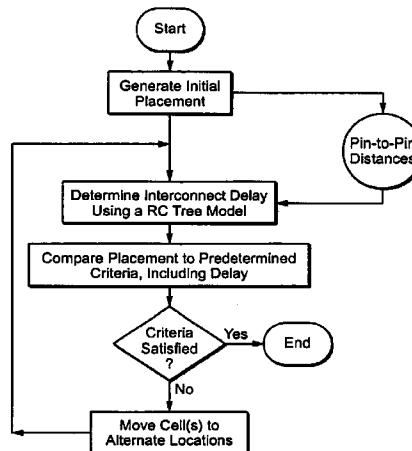 Start
Generate Initial
Placement
Pin-to-Pin
Distances
Determine Interconnect Delay
Using a RC Tree Model
Compare Placement to Predetermined
Criteria, Including Delay
Criteria
Satisfied
?
Yes
End
No
Move Cell(s) to
Alternate Locations